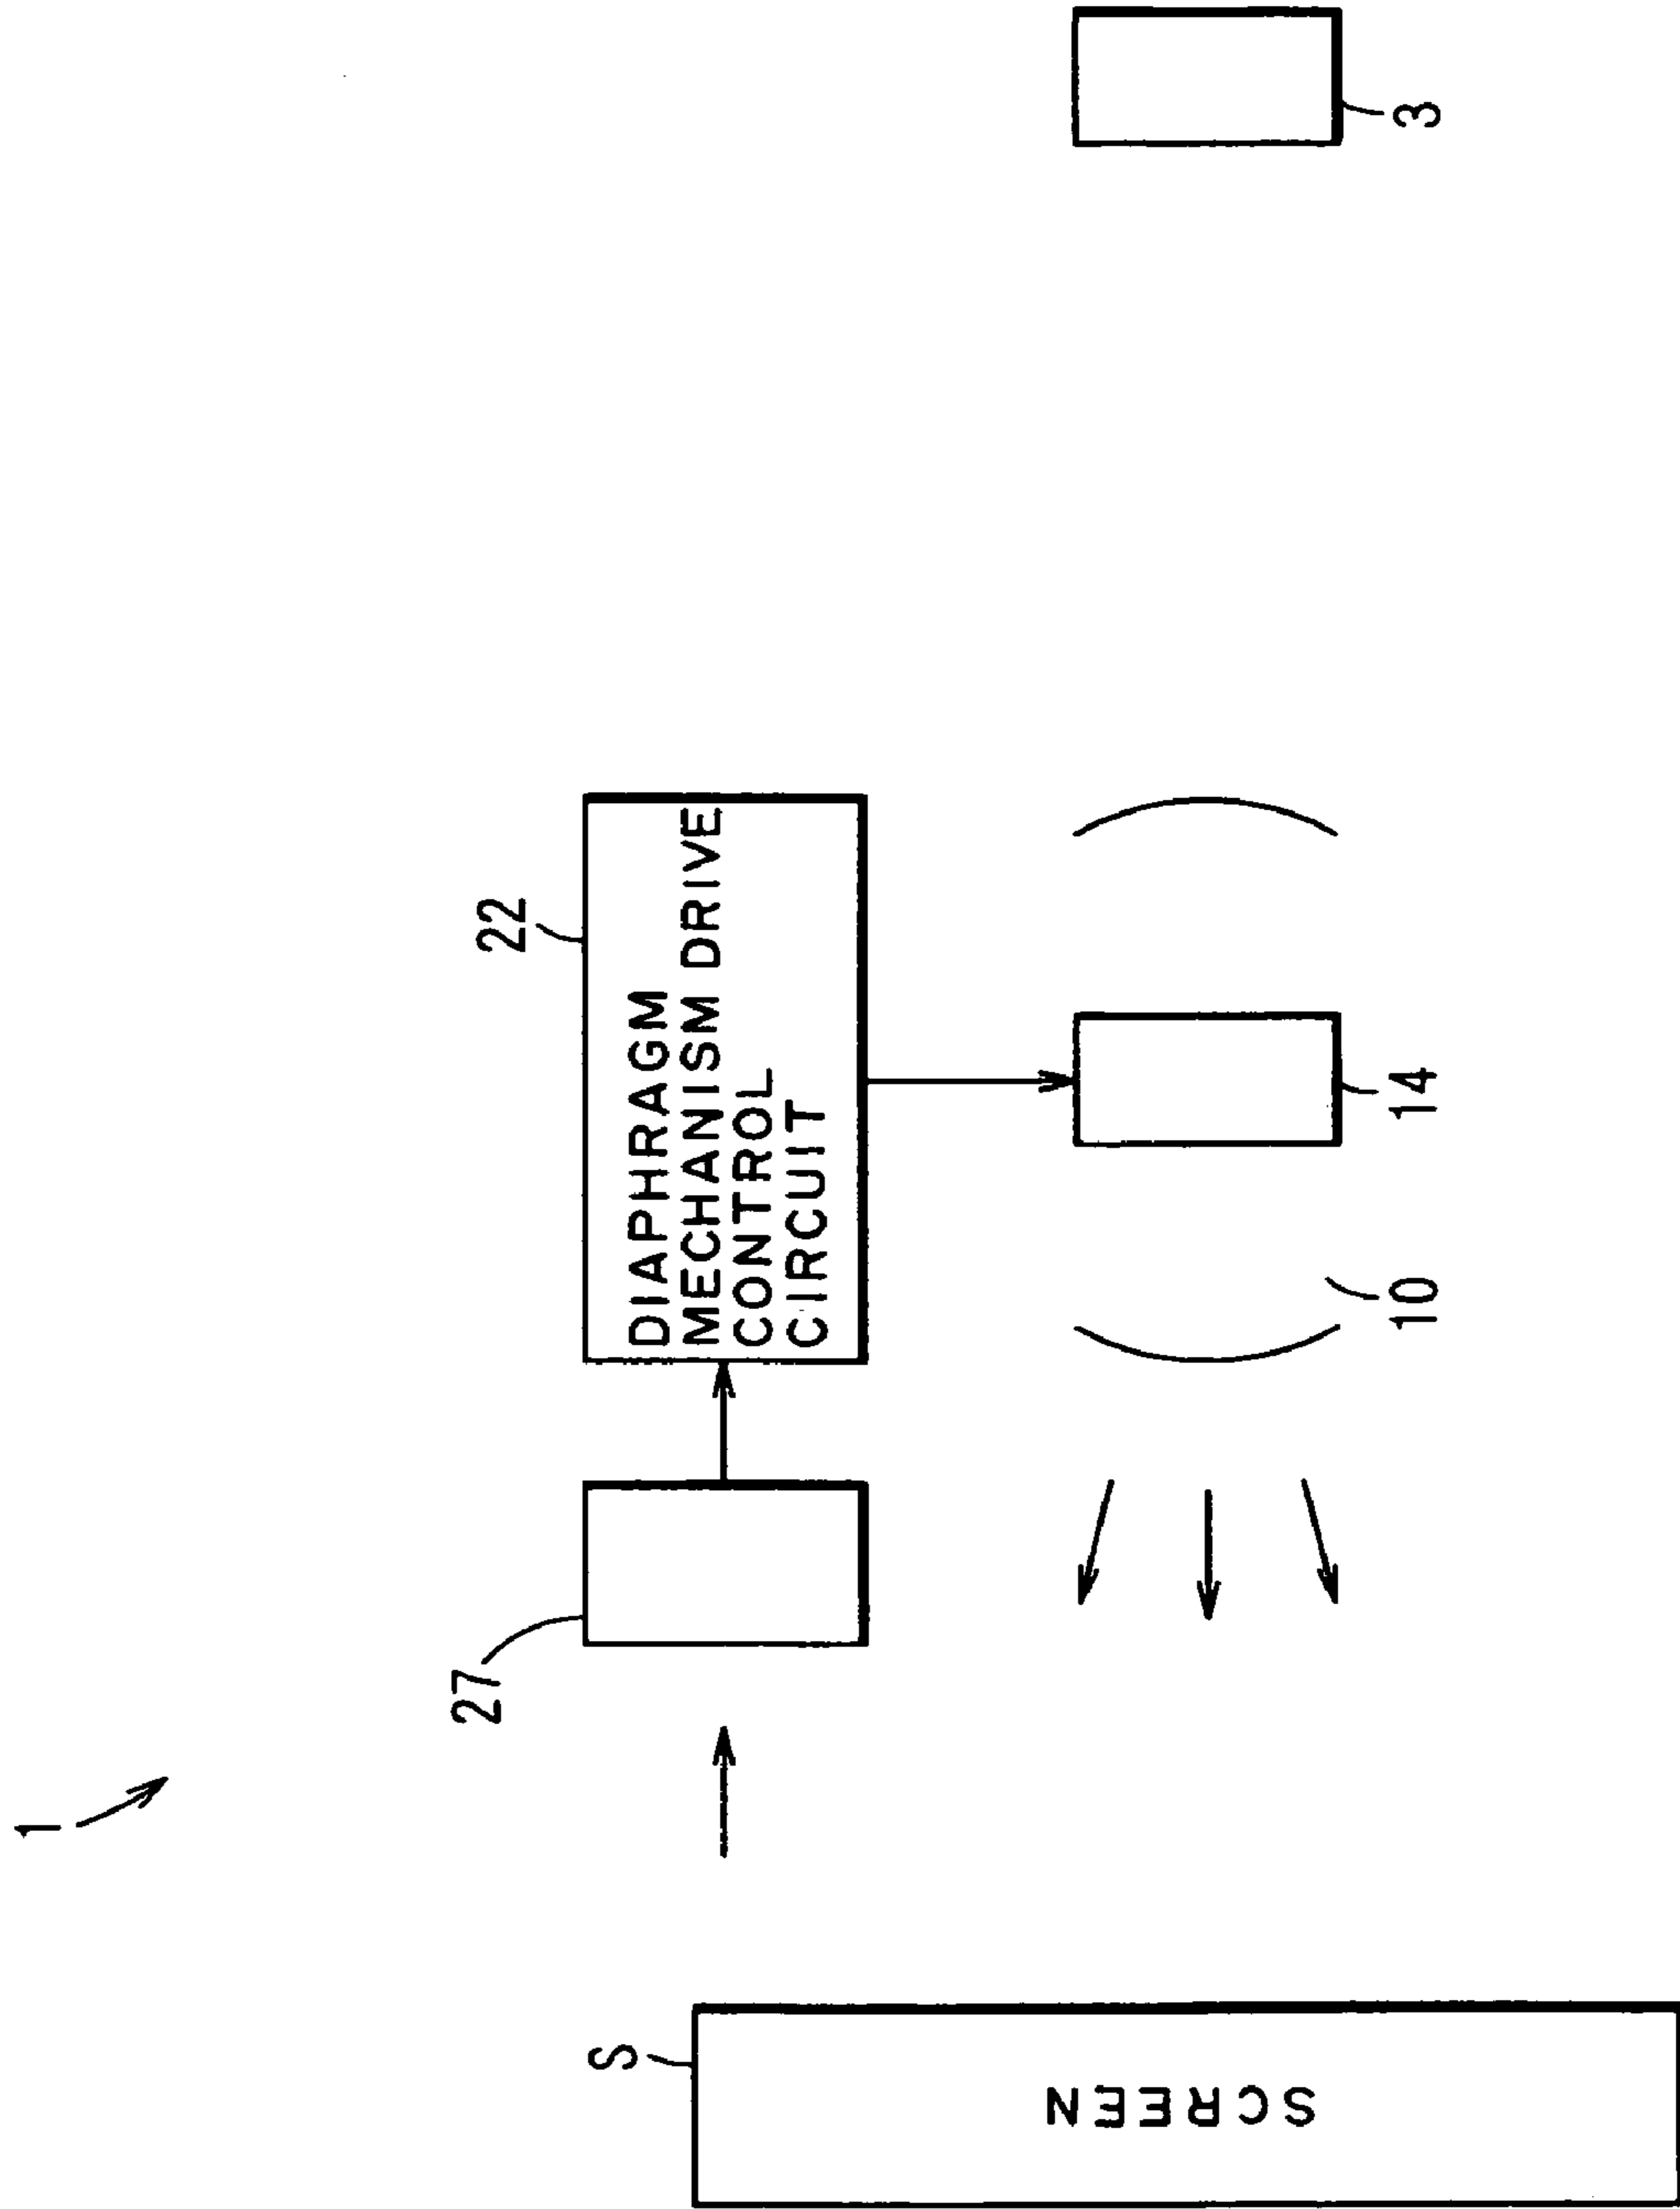 1
27
22
DIAPHRAGM
MECHANISM DRIVE
CONTROL
CIRCUIT
S
SCREEN
10
14
3